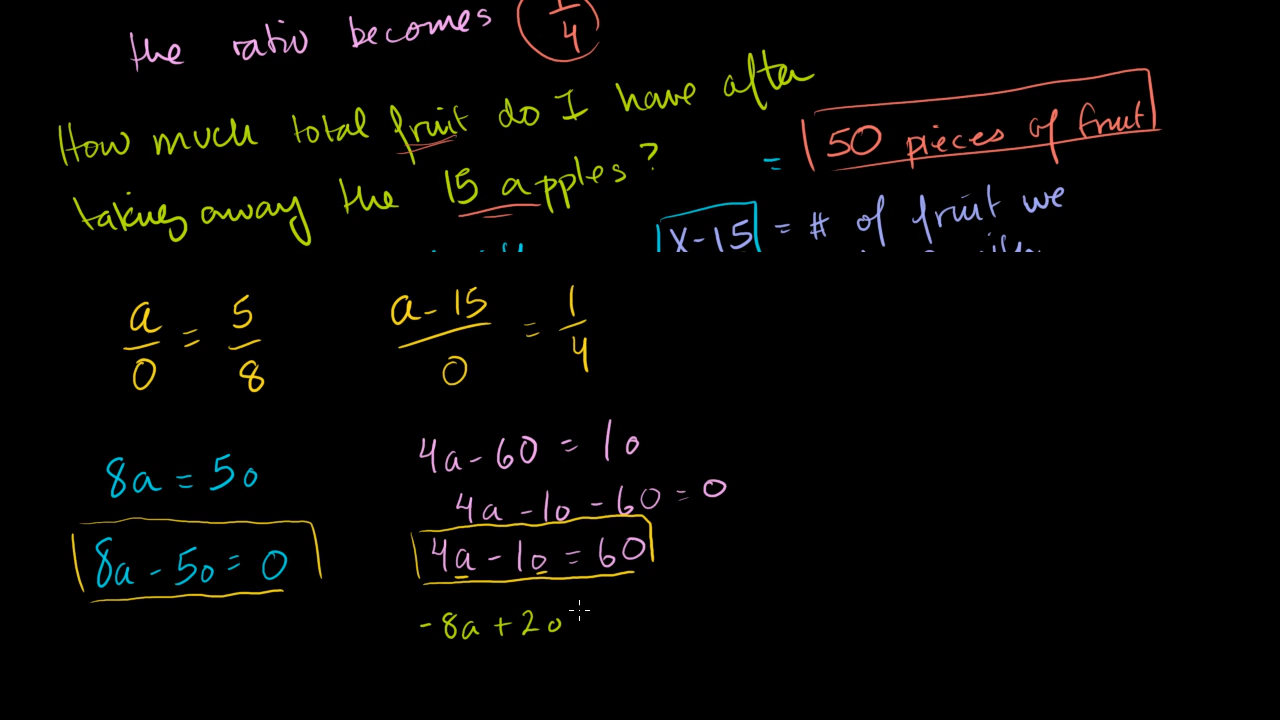 the ratio becomes 1/4
How much total fruit do I have after
taking away the 15 apples?
= 50 pieces of fruit
x-15 = # of fruit we
a/o = 5/8
a-15/o = 1/4
8a = 5o
8a - 5o = 0
4a - 60 = 1o
4a - 1o - 60 = 0
4a - 1o = 60
-8a + 2o